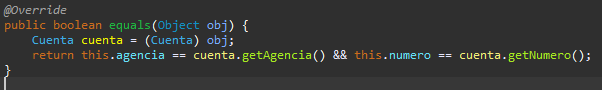 @Override
public boolean equals(Object obj) {
    Cuenta cuenta = (Cuenta) obj;
    return this.agencia == cuenta.getAgencia() && this.numero == cuenta.getNumero();
}